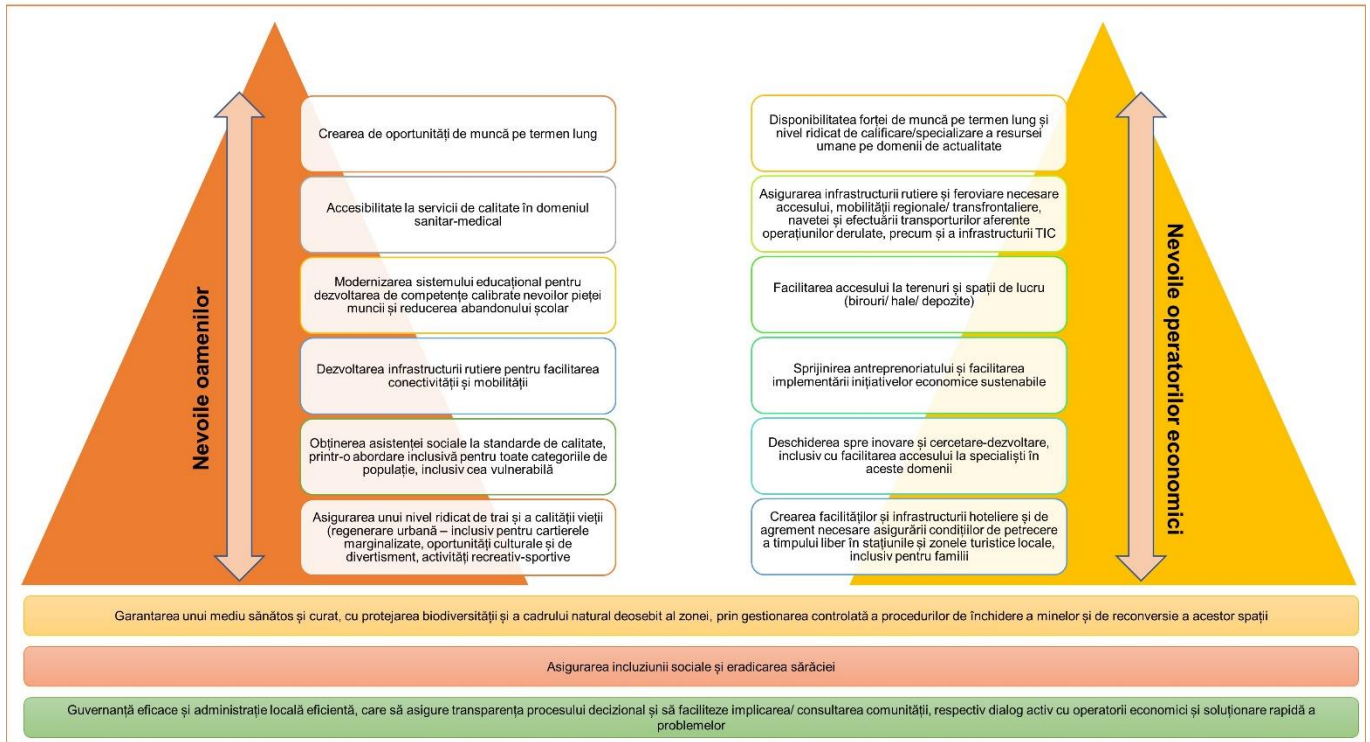 Nevoile oamenilor
Crearea de oportunități de muncă pe termen lung
Accesibilitate la servicii de calitate în domeniul
sanitar-medical
Modernizarea sistemului educațional pentru
dezvoltarea de competențe calibrate nevoilor pieței
muncii și reducerea abandonului școlar
Dezvoltarea infrastructurii rutiere pentru facilitarea
conectivității și mobilității
Obținerea asistenței sociale la standarde de calitate,
printr-o abordare inclusivă pentru toate categoriile de
populație, inclusiv cea vulnerabilă
Asigurarea unui nivel ridicat de trai și a calității vieții
(regenerare urbană – inclusiv pentru cartierele
marginalizate, oportunități culturale și de
divertisment, activități recreativ-sportive
Disponibilitatea forței de muncă pe termen lung și
nivel ridicat de calificare/specializare a resursei
umane pe domenii de actualitate
Asigurarea infrastructurii rutiere și feroviare necesare
accesului, mobilității regionale/ transfrontaliere,
navetei și efectuării transporturilor aferente
operațiunilor derulate, precum și a infrastructurii TIC
Facilitarea accesului la terenuri și spații de lucru
(birouri/ hale/ depozite)
Sprijinirea antreprenoriatului și facilitarea
implementării inițiativelor economice sustenabile
Deschiderea spre inovare și cercetare-dezvoltare,
inclusiv cu facilitarea accesului la specialiști în
aceste domenii
Crearea facilităților și infrastructurii hoteliere și de
agrement necesare asigurării condițiilor de petrecere
a timpului liber în stațiunile și zonele turistice locale,
inclusiv pentru familii
Nevoile operatorilor economici
Garantarea unui mediu sănătos și curat, cu protejarea biodiversității și a cadrului natural deosebit al zonei, prin gestionarea controlată a procedurilor de închidere a minelor și de reconversie a acestor spații
Asigurarea incluziunii sociale și eradicarea sărăciei
Guvernanță eficace și administrație locală eficientă, care să asigure transparența procesului decizional și să faciliteze implicarea/ consultarea comunității, respectiv dialog activ cu operatorii economici și soluționare rapidă a
problemelor